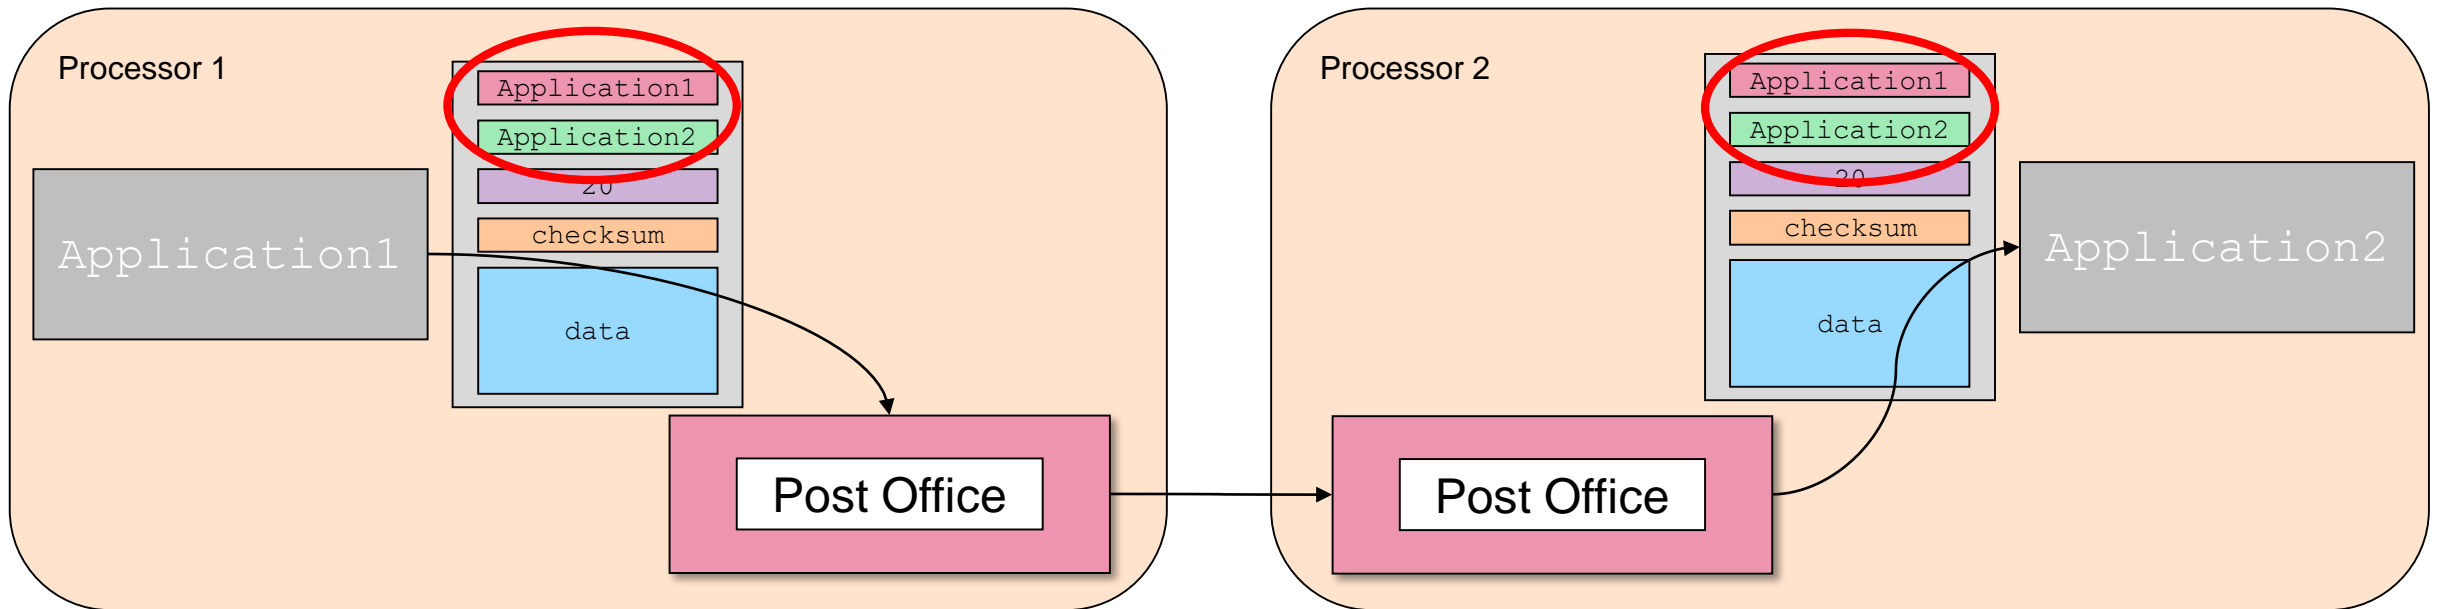 Processor 1
Application1
Application2
20
checksum
data
Application1
Post Office
Processor 2
Application1
Application2
20
checksum
data
Application2
Post Office